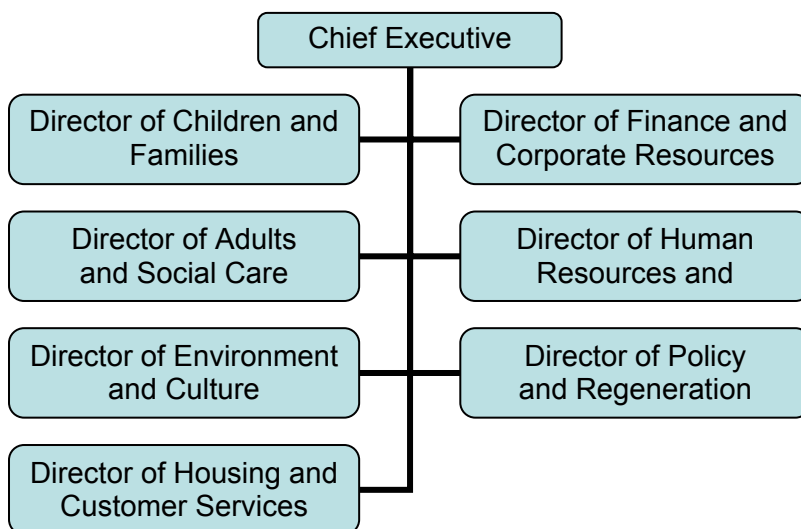 Chief Executive
Director of Children and
Families
Director of Finance and
Corporate Resources
Director of Adults
and Social Care
Director of Human
Resources and
Director of Environment
and Culture
Director of Policy
and Regeneration
Director of Housing and
Customer Services